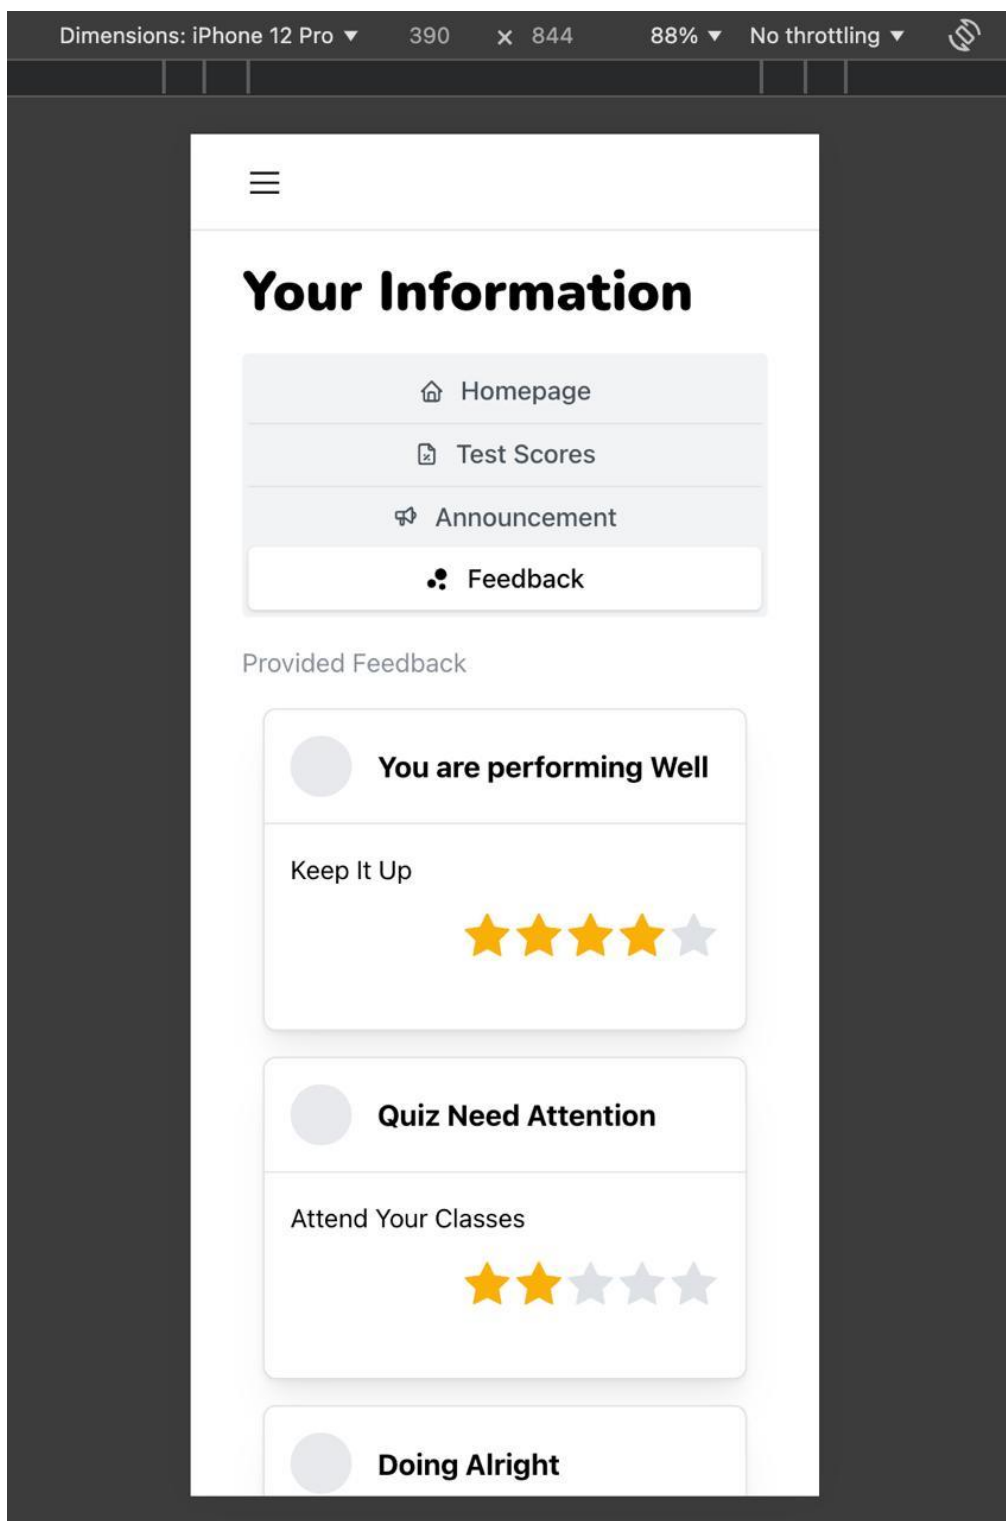 Dimensions: iPhone 12 Pro ▼ 390 × 844 88% ▼ No throttling ▼
Your Information
Homepage
Test Scores
Announcement
Feedback
Provided Feedback
You are performing Well
Keep It Up
Quiz Need Attention
Attend Your Classes
Doing Alright